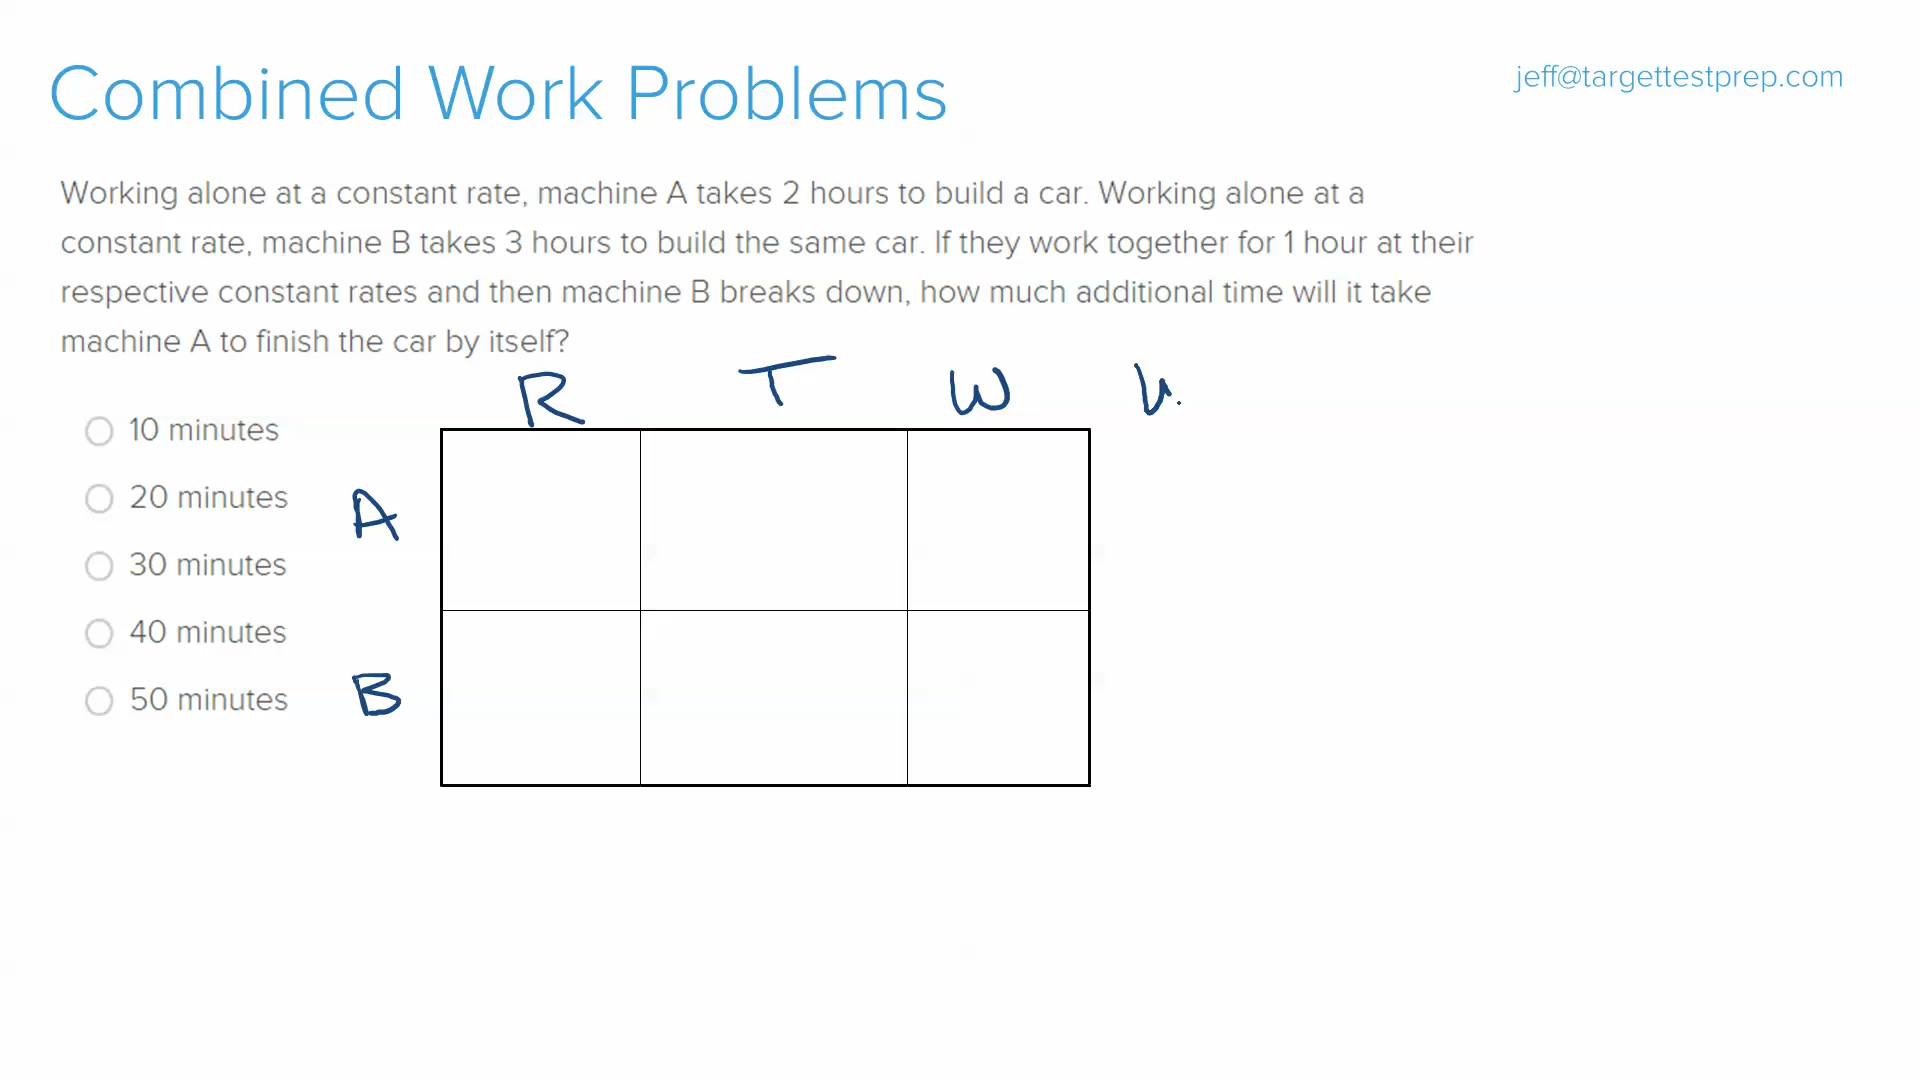 Combined Work Problems
jeff@targettestprep.com
Working alone at a constant rate, machine A takes 2 hours to build a car. Working alone at a
constant rate, machine B takes 3 hours to build the same car. If they work together for 1 hour at their
respective constant rates and then machine B breaks down, how much additional time will it take
machine A to finish the car by itself?
R T W
10 minutes
20 minutes
A
30 minutes
40 minutes
50 minutes
B